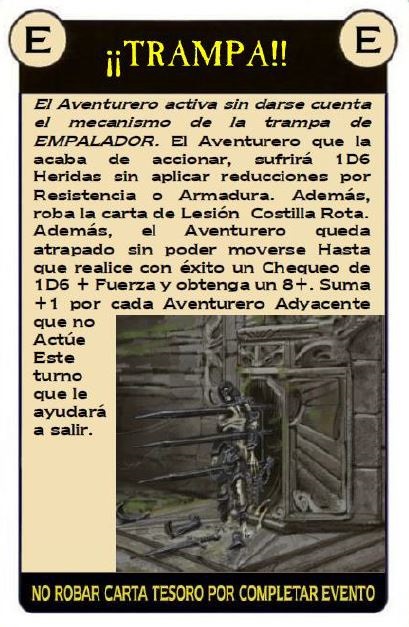 E
¡¡TRAMPA!!
E
El Aventurero activa sin darse cuenta
el mecanismo de la trampa de
EMPALADOR. El Aventurero que la
acaba de accionar, sufrirá 1D6
Heridas sin aplicar reducciones por
Resistencia o Armadura. Además,
roba la carta de Lesión Costilla Rota.
Además, el Aventurero queda
atrapado sin poder moverse Hasta
que realice con éxito un Chequeo de
1D6 + Fuerza y obtenga un 8+. Suma
+1 por cada Aventurero Adyacente
que no
Actúe
Este
turno
que le
ayudará
a salir.
NO ROBAR CARTA TESORO POR COMPLETAR EVENTO